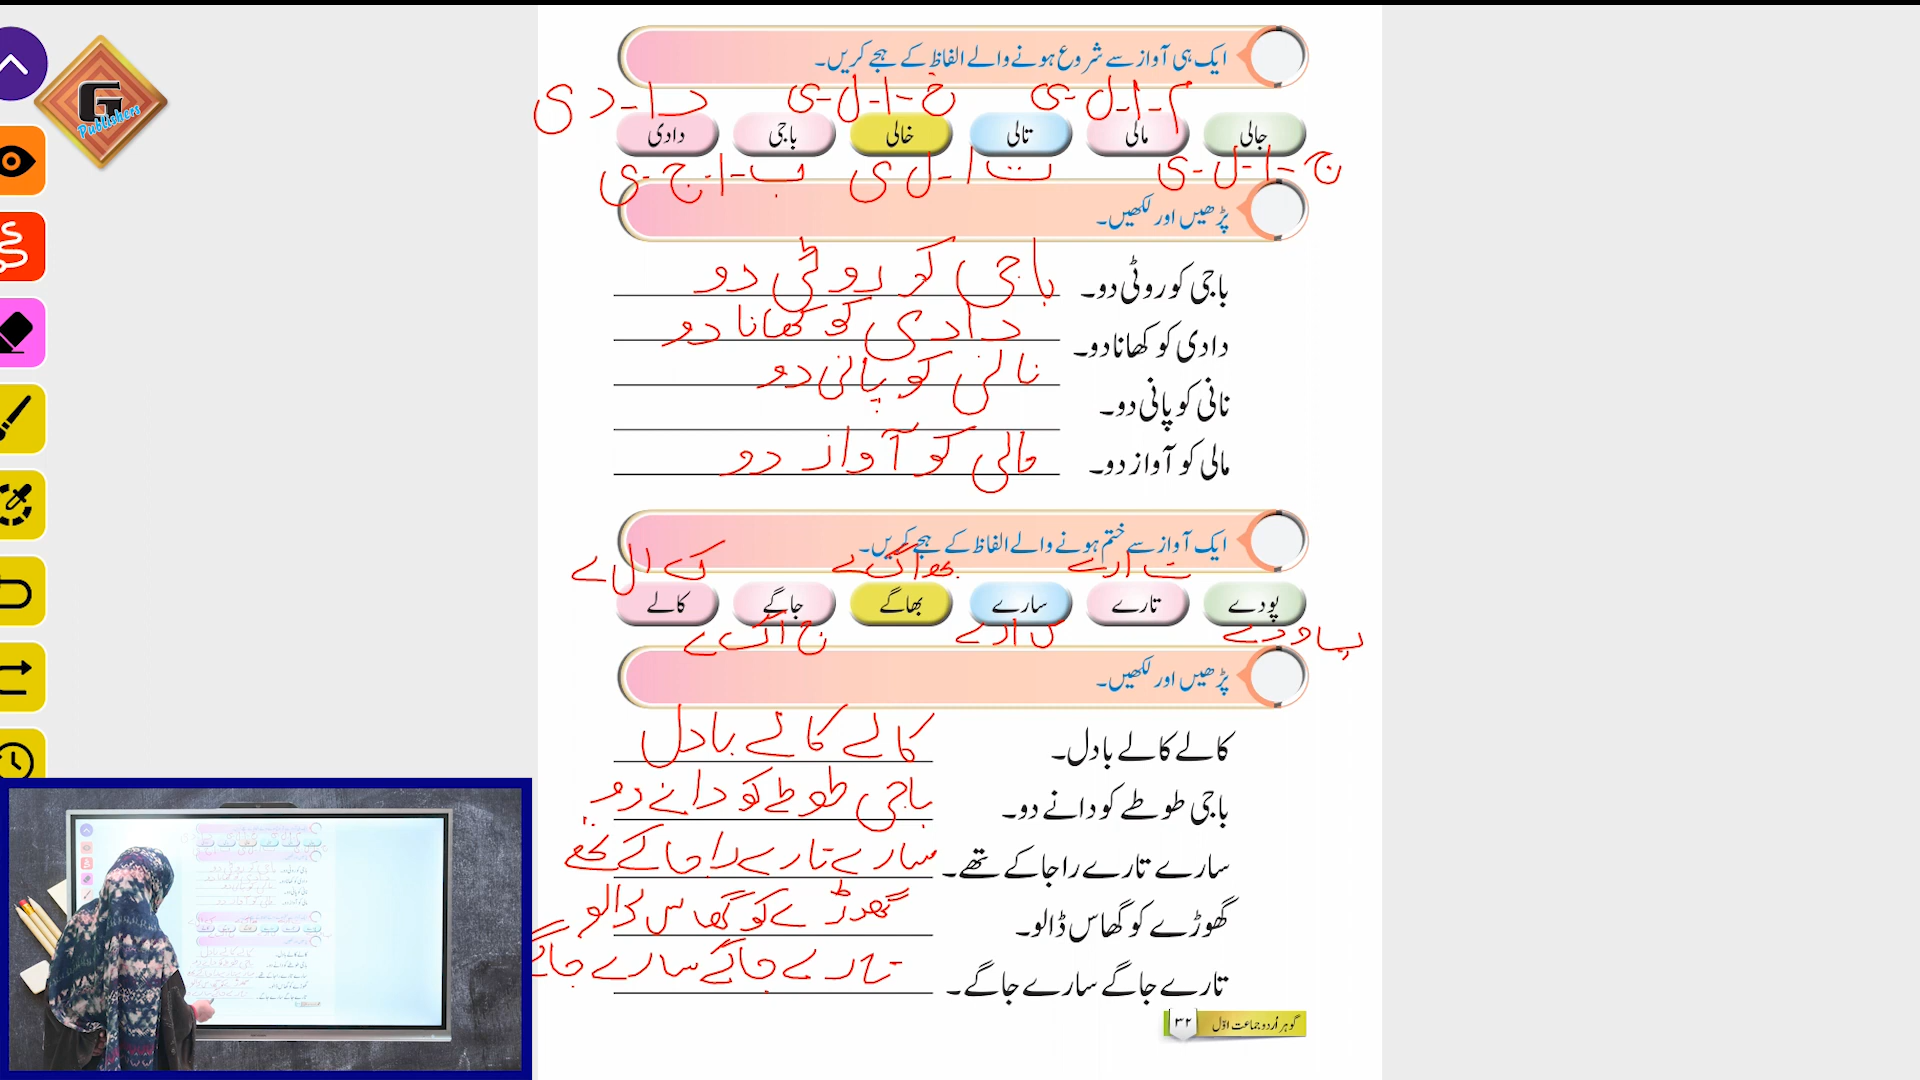 G
Publishers
ایک ہی آواز سے شروع ہونے والے الفاظ کے ہجے کریں۔
م-ا-ل-ی خ-ا-ل-ی دا-د ی
جالی مالی تالی خالی باجی دادی
ج-ا-ل-ی ت ا-ل ی ب-ا-ج-ی
پڑھیں اور لکھیں۔
باجی کو روٹی دو۔ باجی کو روٹی دو
دادی کو کھانا دو۔ دادی کو کھانا دو
نانی کو پانی دو۔ نانی کو پانی دو
مالی کو آواز دو۔ مالی کو آواز دو
ایک آواز سے ختم ہونے والے الفاظ کے ہجے کریں۔
ت ا ر ے بھ ا گ ے ک ا ل ے
پودے تارے سارے بھاگے جاگے کالے
پ و د ے س ا ر ے ج ا گ ے
پڑھیں اور لکھیں۔
کالے کالے بادل۔ کالے کالے بادل
باجی طوطے کو دانے دو۔ باجی طوطے کو دانے دو
سارے تارے راجا کے تھے۔ سارے تارے راجا کے تھے
گھوڑے کو گھاس ڈالو۔ گھوڑے کو گھاس ڈالو
تارے جاگے سارے جاگے۔ تارے جاگے سارے جاگے
گوہر اُردو جماعت اوّل ۳۲